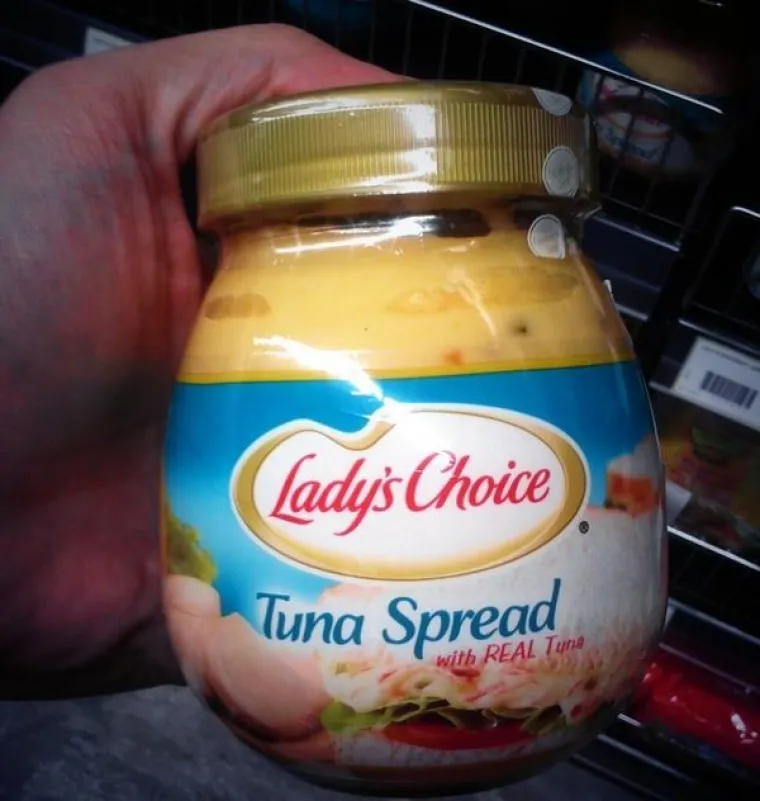 Lady's Choice
®
Tuna Spread
with REAL Tuna